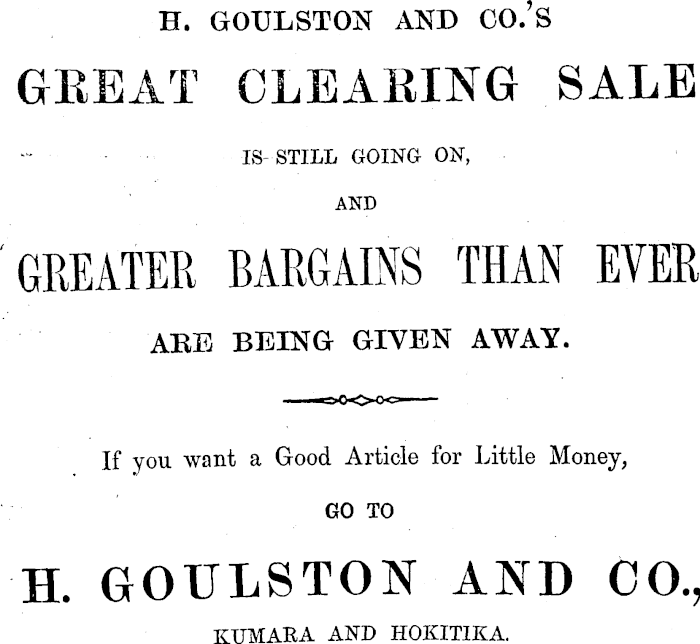 H. GOULSTON AND CO.'S
GREAT CLEARING SALE
IS STILL GOING ON,
AND
GREATER BARGAINS THAN EVER
ARE BEING GIVEN AWAY.
If you want a Good Article for Little Money,
GO TO
H. GOULSTON AND CO.,
KUMARA AND HOKITIKA.